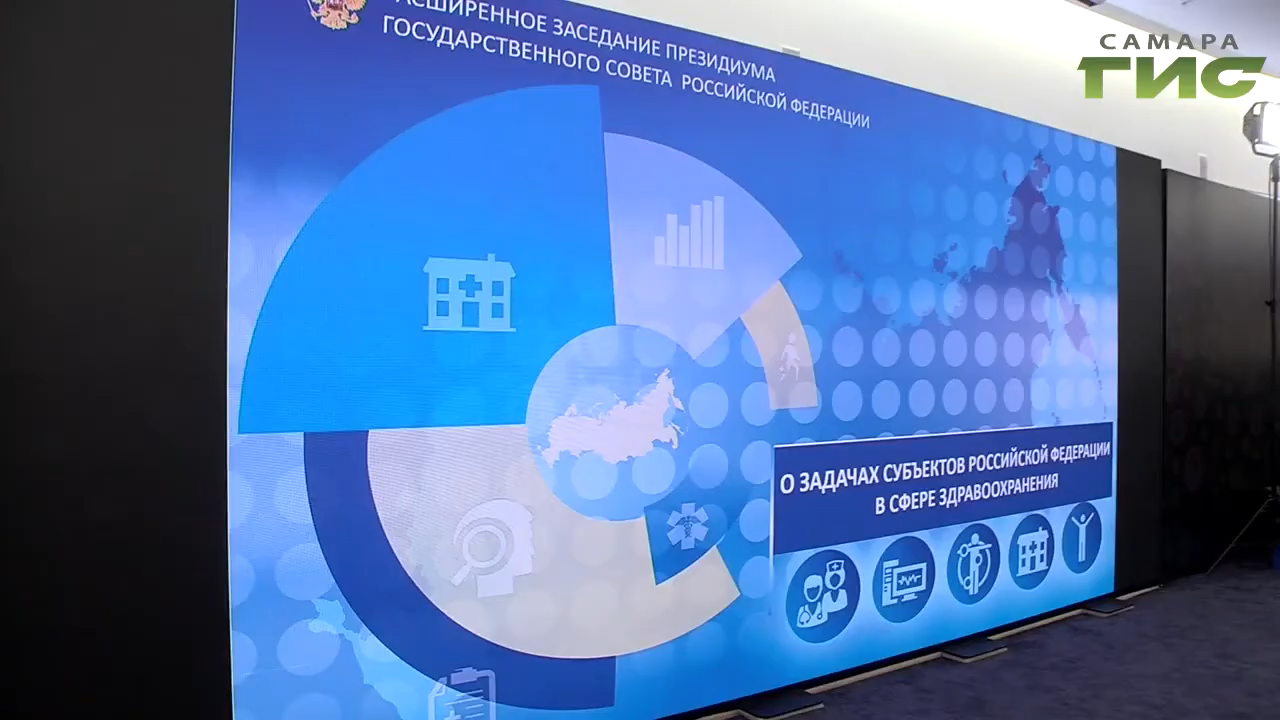 АСШИРЕННОЕ ЗАСЕДАНИЕ ПРЕЗИДИУМА
ГОСУДАРСТВЕННОГО СОВЕТА РОССИЙСКОЙ ФЕДЕРАЦИИ
САМАРА
ГИС
О ЗАДАЧАХ СУБЪЕКТОВ РОССИЙСКОЙ ФЕДЕРАЦИИ
В СФЕРЕ ЗДРАВООХРАНЕНИЯ